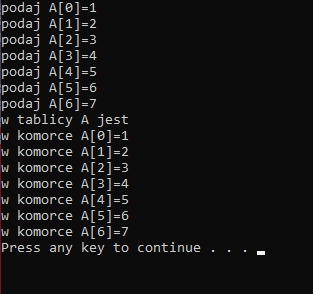 podaj A[0]=1
podaj A[1]=2
podaj A[2]=3
podaj A[3]=4
podaj A[4]=5
podaj A[5]=6
podaj A[6]=7
w tablicy A jest
w komorce A[0]=1
w komorce A[1]=2
w komorce A[2]=3
w komorce A[3]=4
w komorce A[4]=5
w komorce A[5]=6
w komorce A[6]=7
Press any key to continue . . .